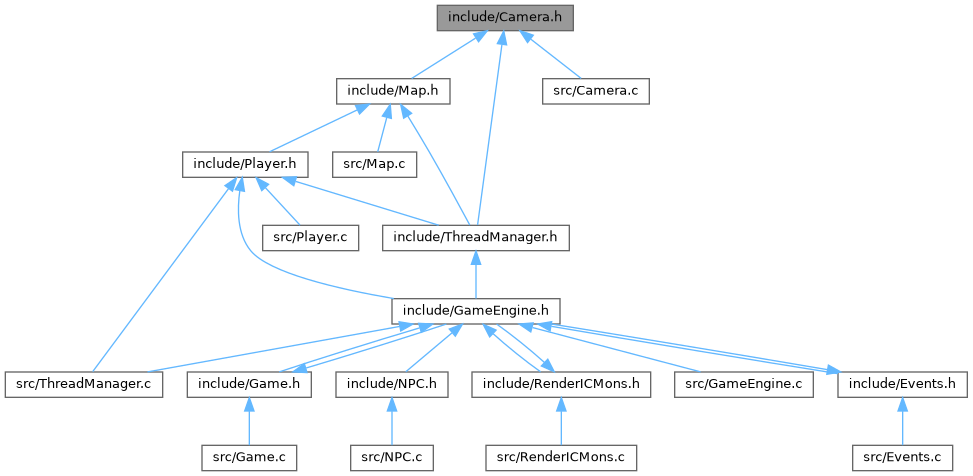 include/Camera.h
include/Map.h
src/Camera.c
include/Player.h
src/Map.c
src/Player.c
include/ThreadManager.h
include/GameEngine.h
src/ThreadManager.c
include/Game.h
include/NPC.h
include/RenderICMons.h
src/GameEngine.c
include/Events.h
src/Game.c
src/NPC.c
src/RenderICMons.c
src/Events.c